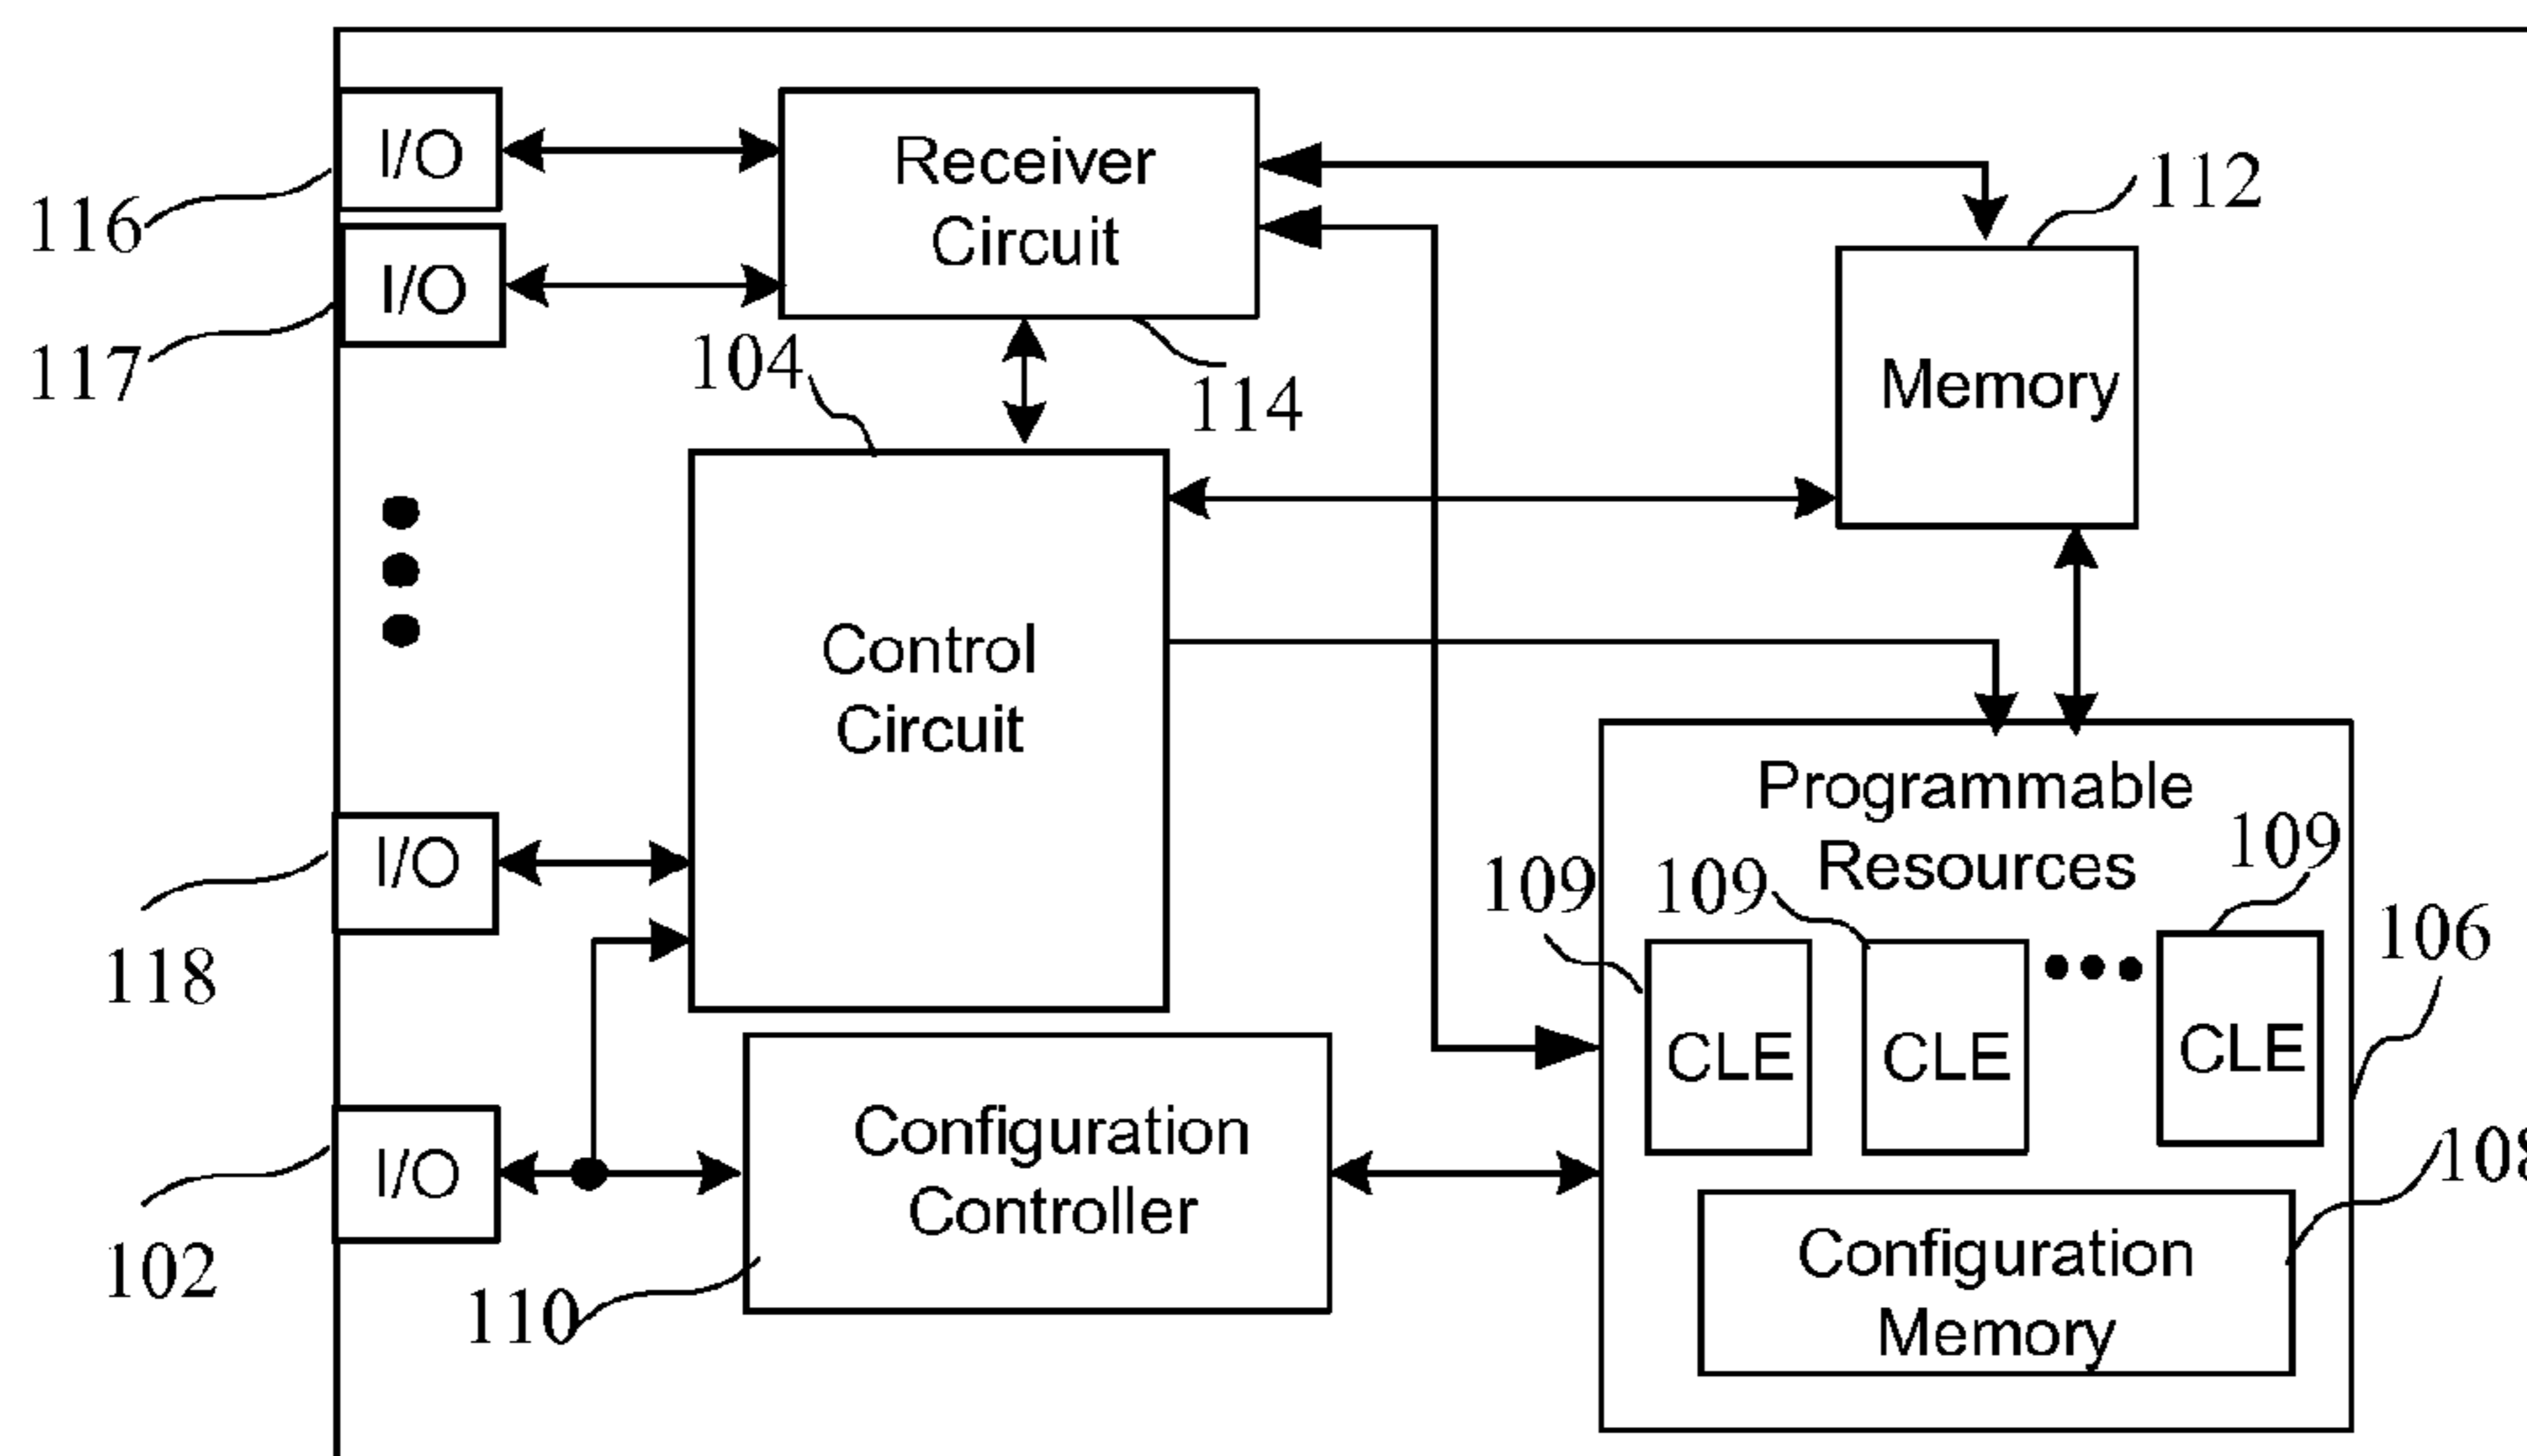 I/O
Receiver
Circuit
116
I/O
117
112
Memory
104
114
Control
Circuit
I/O
118
Programmable
Resources
109
109
109
106
CLE
CLE
CLE
I/O
102
Configuration
Controller
110
108
Configuration
Memory